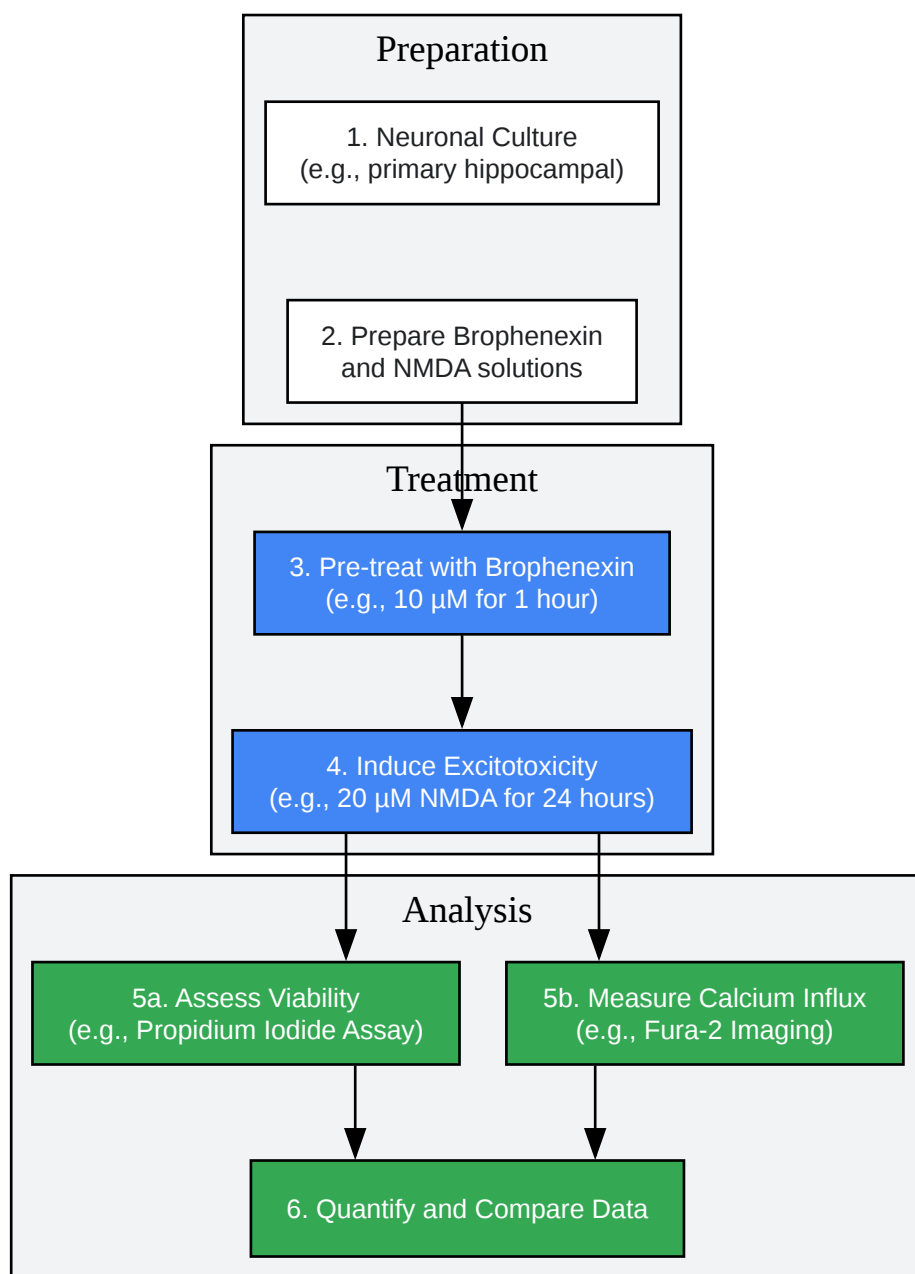 Preparation
1. Neuronal Culture
(e.g., primary hippocampal)
2. Prepare Brophenexin
and NMDA solutions
Treatment
3. Pre-treat with Brophenexin
(e.g., 10 µM for 1 hour)
4. Induce Excitotoxicity
(e.g., 20 µM NMDA for 24 hours)
Analysis
5a. Assess Viability
(e.g., Propidium Iodide Assay)
5b. Measure Calcium Influx
(e.g., Fura-2 Imaging)
6. Quantify and Compare Data